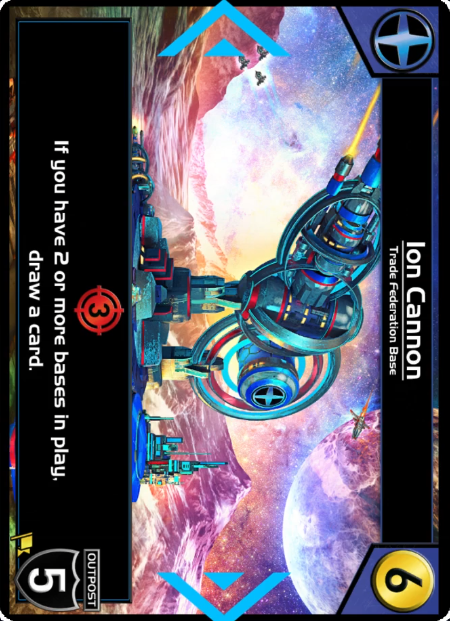 Ion Cannon
Trade Federation Base
6
3
If you have 2 or more bases in play,
draw a card.
OUTPOST
5